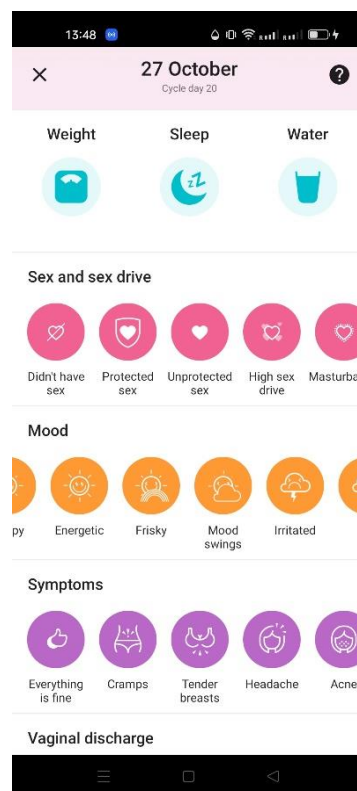 13:48
27 October
Cycle day 20
Weight Sleep Water
Sex and sex drive
Didn't have sex
Protected sex
Unprotected sex
High sex drive
Masturba
Mood
py
Energetic
Frisky
Mood swings
Irritated
Symptoms
Everything is fine
Cramps
Tender breasts
Headache
Acne
Vaginal discharge